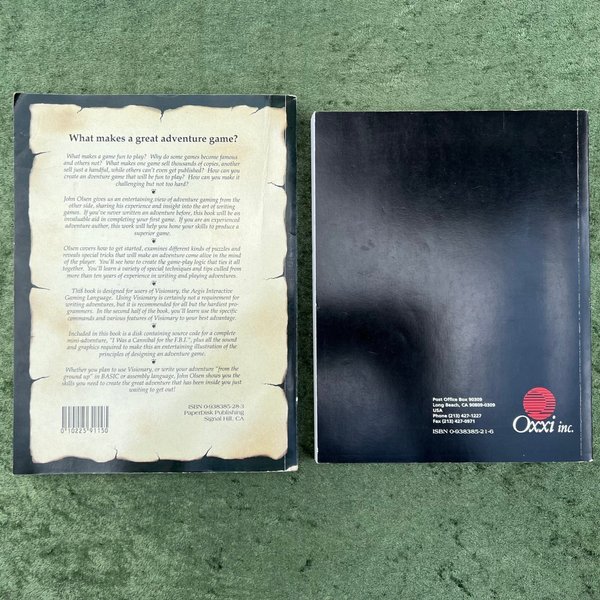 What makes a great adventure game?
What makes a game fun to play? Why do some games become famous
and others not? What makes one game sell thousands of copies, another
sell just a handful, while others can't even get published? How can you
create an adventure game that will be fun to play? How can you make it
challenging but not too hard?
John Olsen gives us an entertaining view of adventure gaming from the
other side, sharing his experience and insight into the art of writing
games. If you've never written an adventure before, this book will be an
invaluable aid in completing your first game. If you are an experienced
adventure author, this work will help you hone your skills to produce a
superior game.
Olsen covers how to get started, examines different kinds of puzzles and
reveals special tricks that will make an adventure come alive in the mind
of the player. You'll see how to create the game-play logic that ties it all
together. You'll learn a variety of special techniques and tips culled from
more than ten years of experience in writing and playing adventures.
This book is designed for users of Visionary, the Aegis Interactive
Gaming Language. Using Visionary is certainly not a requirement for
writing adventures, but it is recommended for all but the hardiest pro-
grammers. In the second half of the book, you'll learn use the specific
commands and various features of Visionary to your best advantage.
Included in this book is a disk containing source code for a complete
mini-adventure, "I Was a Cannibal for the F.B.I.", plus all the sound
and graphics required to make this an entertaining illustration of the
principles of designing an adventure game.
Whether you plan to use Visionary, or write your adventure "from the
ground up" in BASIC or assembly language, John Olsen shows you the
skills you need to create the great adventure that has been inside you just
waiting to get out!
ISBN 0-938385-28-3
PaperDisk Publishing
Signal Hill, CA
0 10223 91150
Post Office Box 90309
Long Beach, CA 90809-0309
USA
Phone (213) 427-1227
Fax (213) 427-0971
ISBN 0-938385-21-6
Oxxi inc.